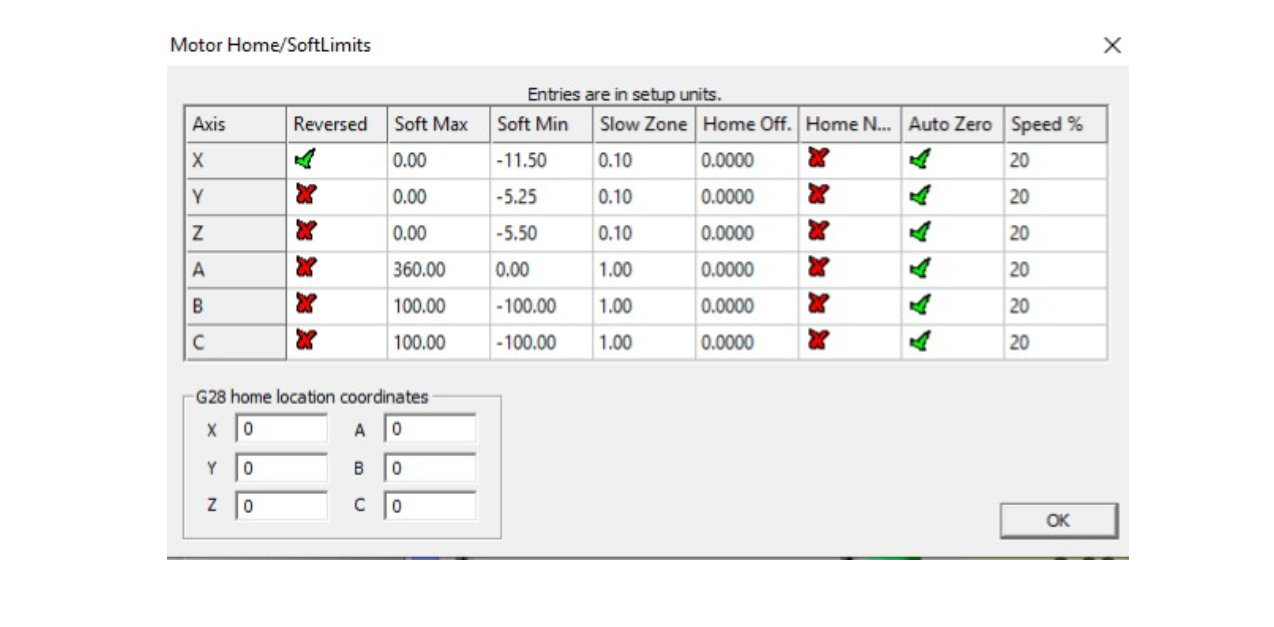 Motor Home/SoftLimits
Entries are in setup units.
Axis Reversed Soft Max Soft Min Slow Zone Home Off. Home N... Auto Zero Speed %
X 0.00 -11.50 0.10 0.0000 20
Y 0.00 -5.25 0.10 0.0000 20
Z 0.00 -5.50 0.10 0.0000 20
A 360.00 0.00 1.00 0.0000 20
B 100.00 -100.00 1.00 0.0000 20
C 100.00 -100.00 1.00 0.0000 20
G28 home location coordinates
X 0 A 0
Y 0 B 0
Z 0 C 0
OK